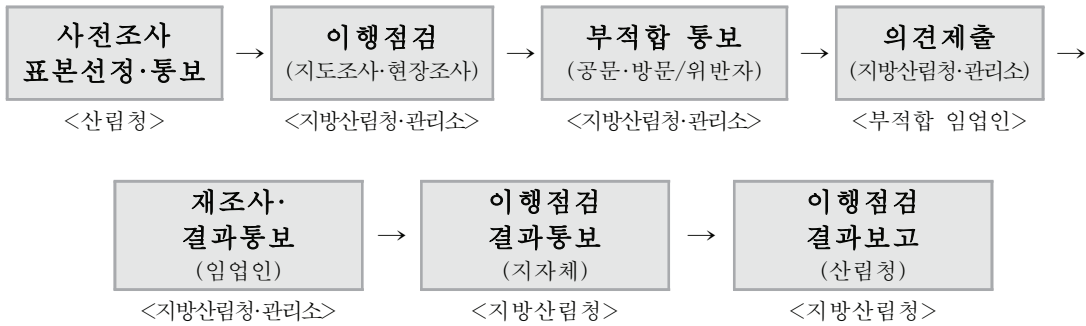 사전조사
표본선정·통보
<산림청>
→
이행점검
(지도조사·현장조사)
<지방산림청·관리소>
→
부적합 통보
(공문·방문/위반자)
<지방산림청·관리소>
→
의견제출
(지방산림청·관리소)
<부적합 임업인>
→
재조사·
결과통보
(임업인)
<지방산림청·관리소>
→
이행점검
결과통보
(지자체)
<지방산림청>
→
이행점검
결과보고
(산림청)
<지방산림청>